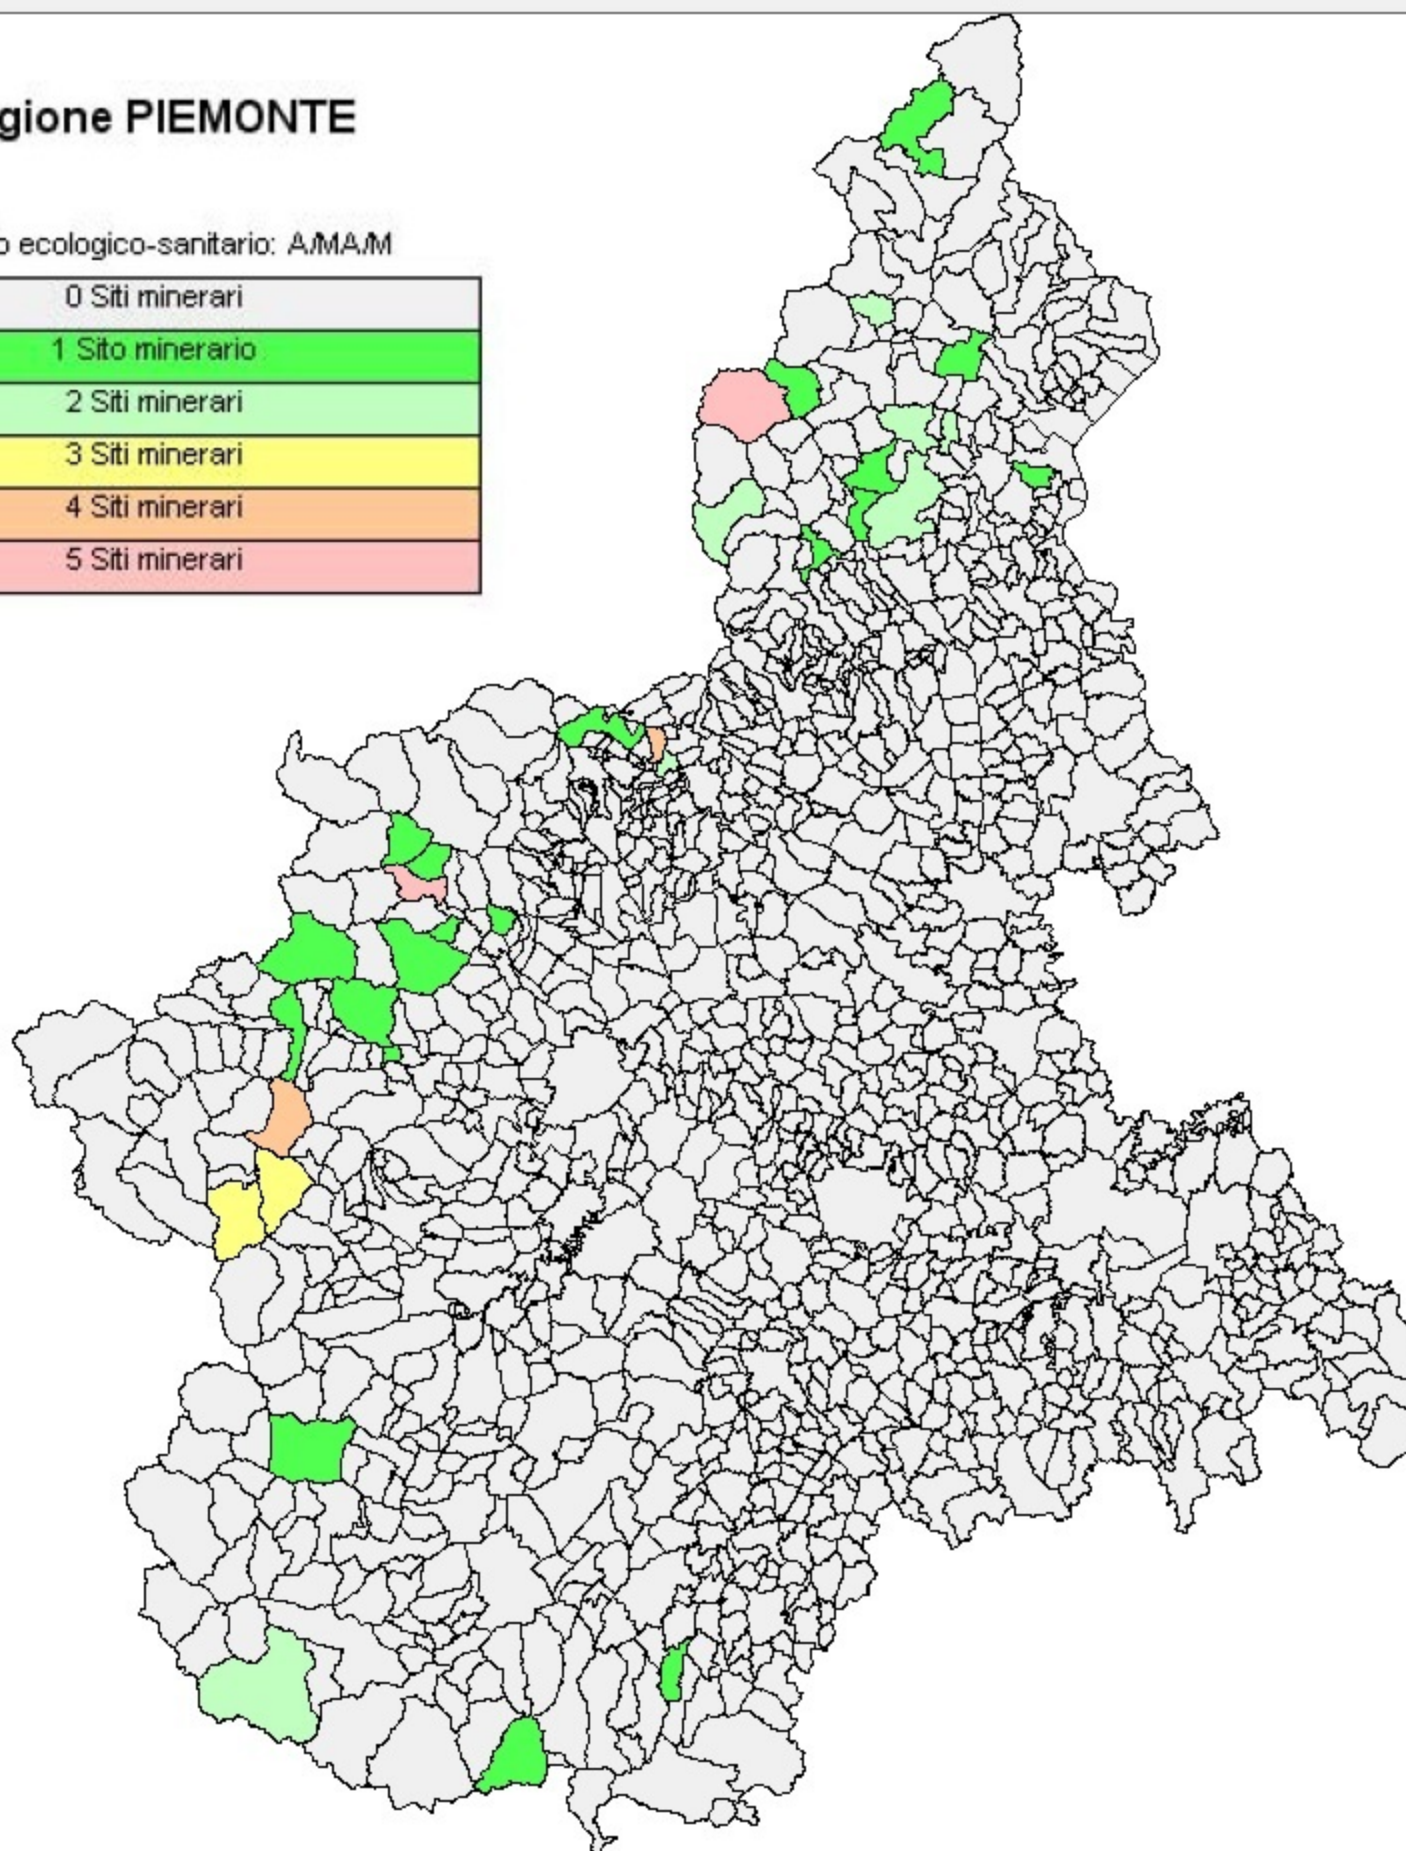 gione PIEMONTE
o ecologico-sanitario: A/MA/M
0 Siti minerari
1 Sito minerario
2 Siti minerari
3 Siti minerari
4 Siti minerari
5 Siti minerari